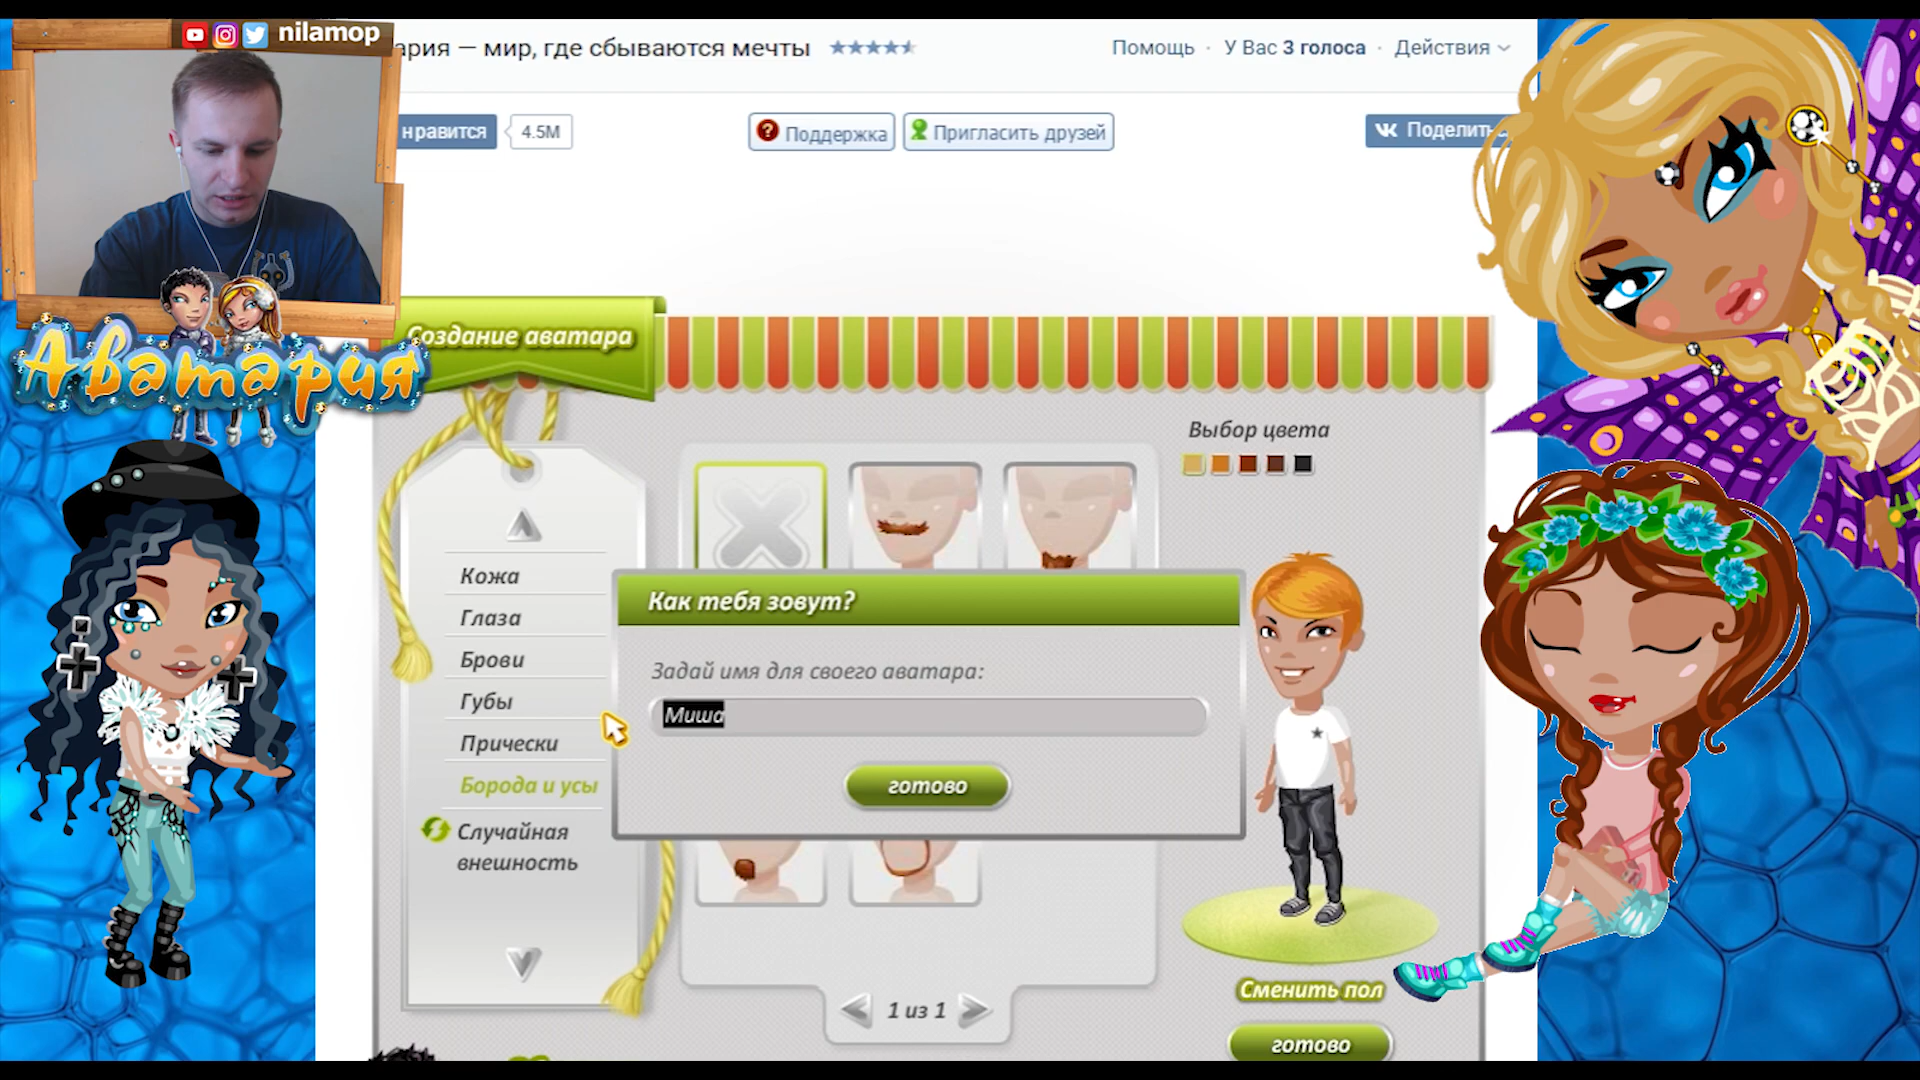 nilamop
ария — мир, где сбываются мечты
Помощь · У Вас 3 голоса · Действия
нравится
4.5M
Поддержка
Пригласить друзей
Поделитьс
Создание аватара
Аватария
Выбор цвета
Кожа
Глаза
Брови
Губы
Прически
Борода и усы
Случайная
внешность
Как тебя зовут?
Задай имя для своего аватара:
Миша
готово
1 из 1
Сменить пол
готово